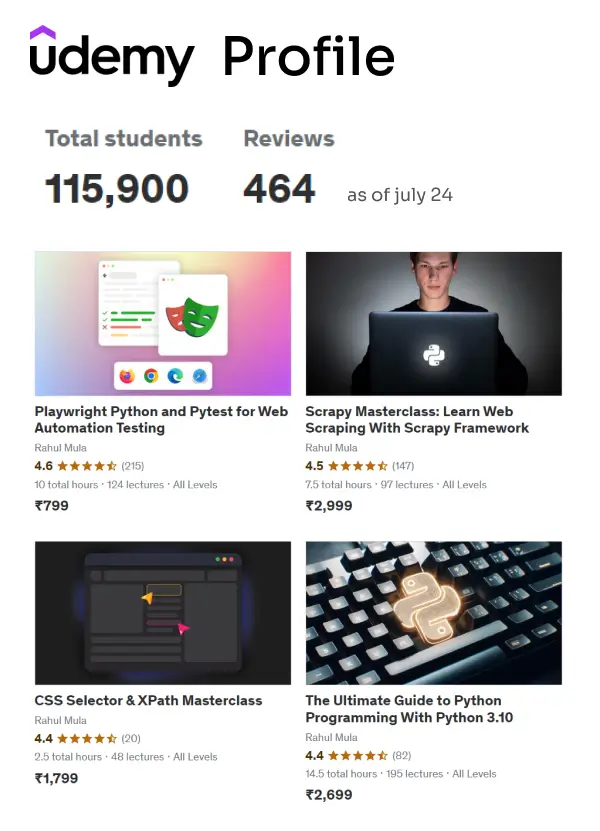 udemy Profile
Total students
Reviews
115,900
464
as of july 24
Playwright Python and Pytest for Web
Automation Testing
Rahul Mula
4.6 ★★★★⯪ (215)
10 total hours · 124 lectures · All Levels
₹799
Scrapy Masterclass: Learn Web
Scraping With Scrapy Framework
Rahul Mula
4.5 ★★★★⯪ (147)
7.5 total hours · 97 lectures · All Levels
₹2,999
CSS Selector & XPath Masterclass
Rahul Mula
4.4 ★★★★⯪ (20)
2.5 total hours · 48 lectures · All Levels
₹1,799
The Ultimate Guide to Python
Programming With Python 3.10
Rahul Mula
4.4 ★★★★⯪ (82)
14.5 total hours · 195 lectures · All Levels
₹2,699